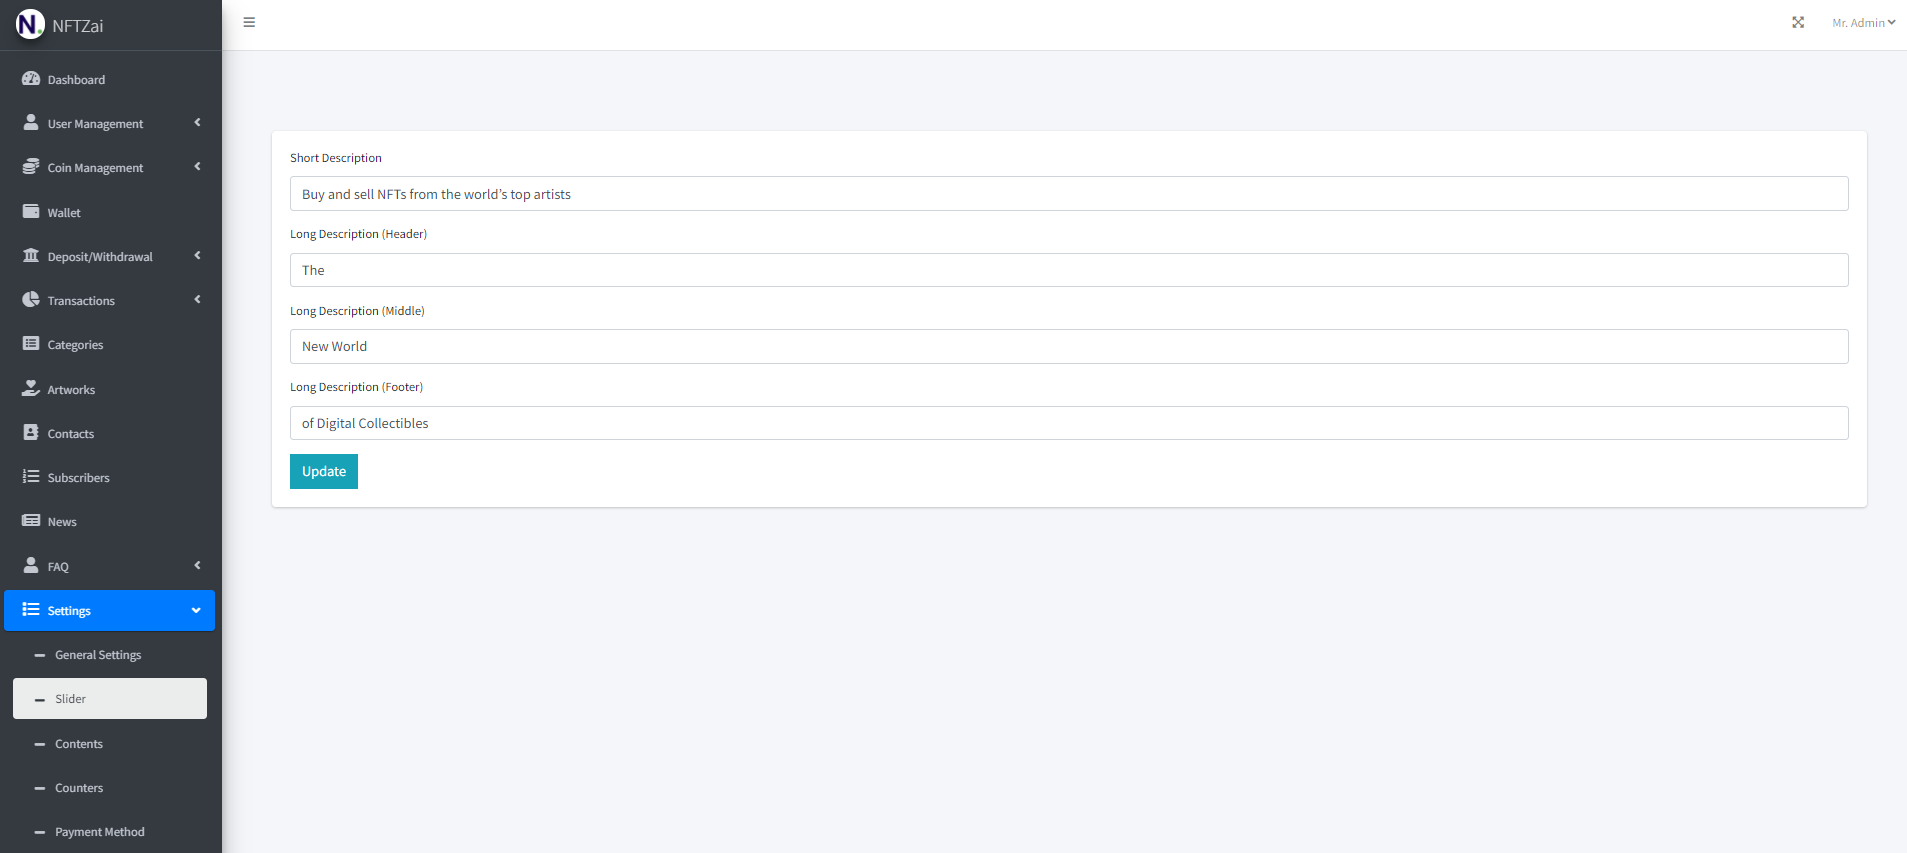 N.
NFTZai
Mr. Admin
Dashboard
User Management
Coin Management
Wallet
Deposit/Withdrawal
Transactions
Categories
Artworks
Contacts
Subscribers
News
FAQ
Settings
General Settings
Slider
Contents
Counters
Payment Method
Short Description
Buy and sell NFTs from the world’s top artists
Long Description (Header)
The
Long Description (Middle)
New World
Long Description (Footer)
of Digital Collectibles
Update